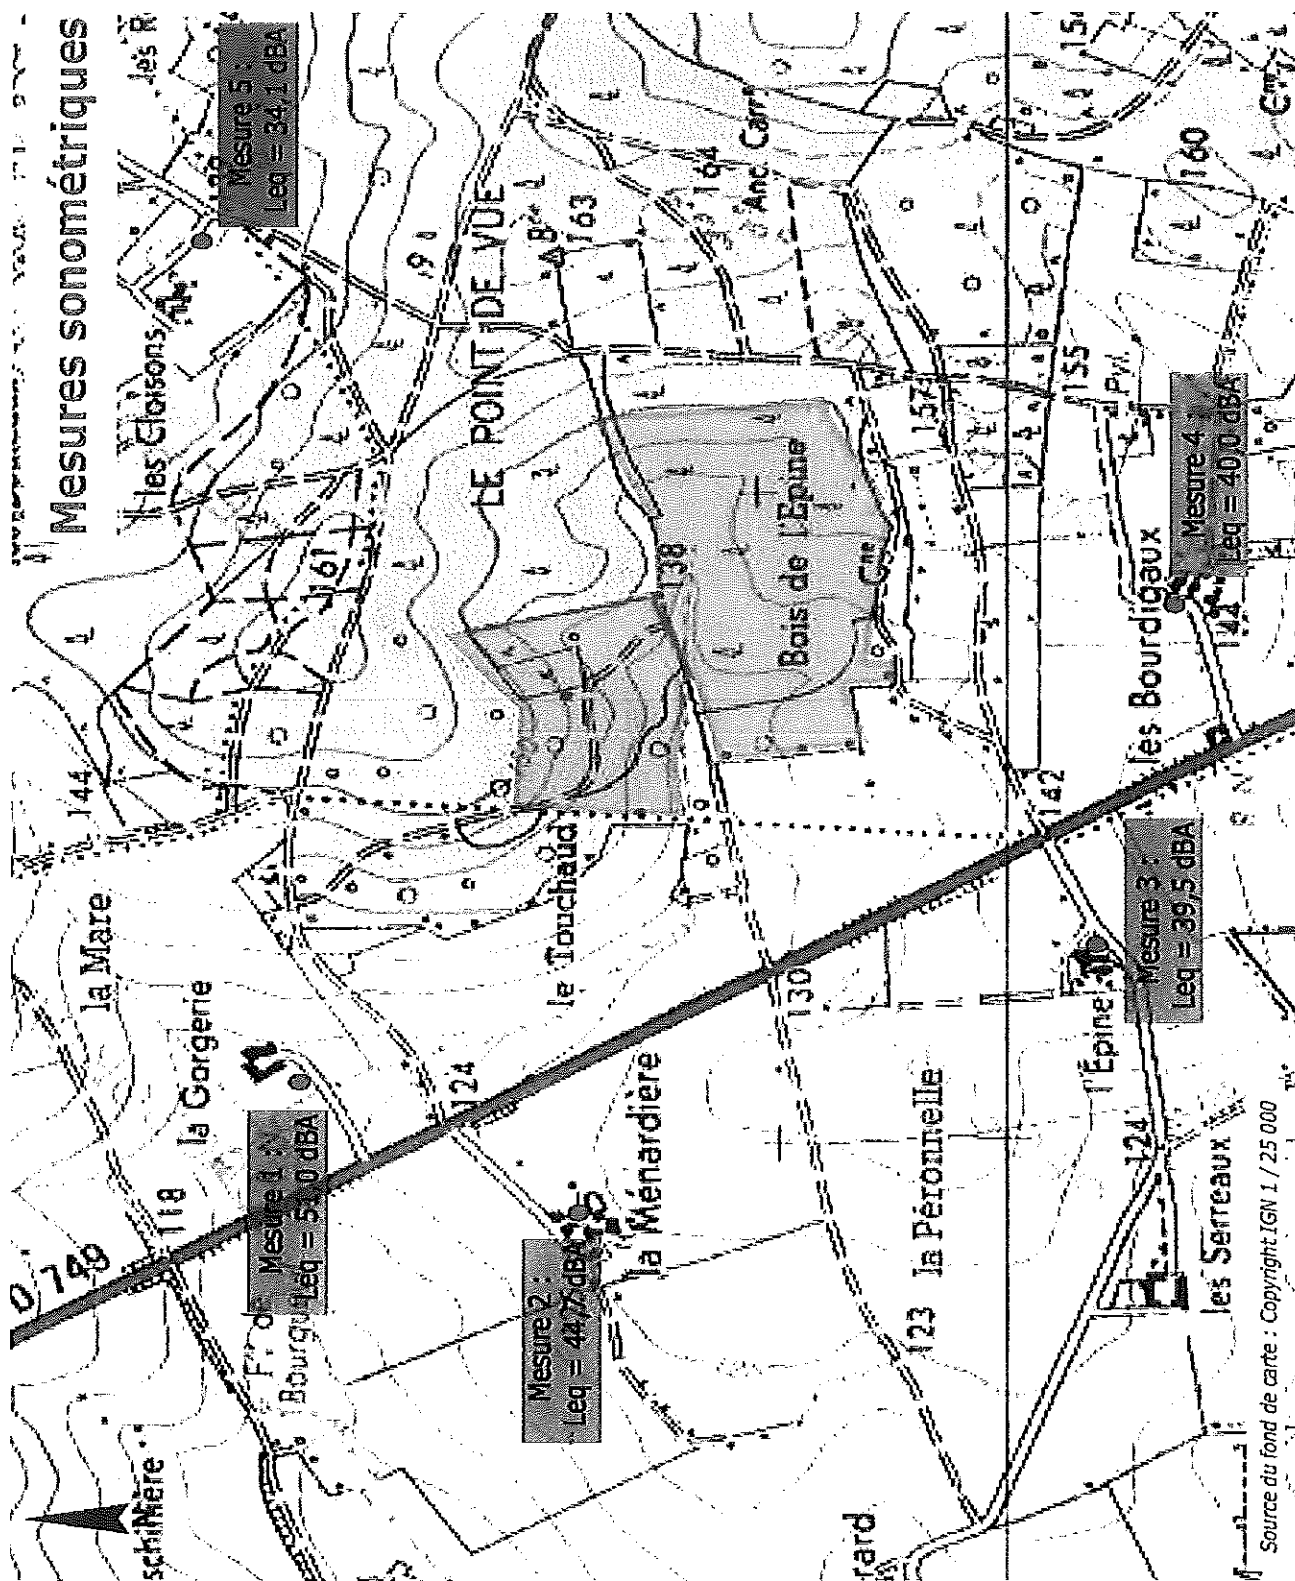 Mesures sonométriques
Mesure 5 :
Leq = 34,1 dBA
les Cloisons
LE POINT DE VUE
163
164
Anc. Carr
161
144
la Mare
la Gorgerie
118
Mesure 1 :
Leq = 51,0 dBA
124
le Touchaud
138
Bois de l'Epine
157
155
160
Mesure 2 :
Leq = 44,7 dBA
la Ménardière
130
la Péronnelle
123
142
les Bourdigaux
Mesure 4 :
Leq = 40,0 dBA
l'Épine
Mesure 3 :
Leq = 39,5 dBA
124
les Serreaux
Source du fond de carte : Copyright IGN 1 / 25 000